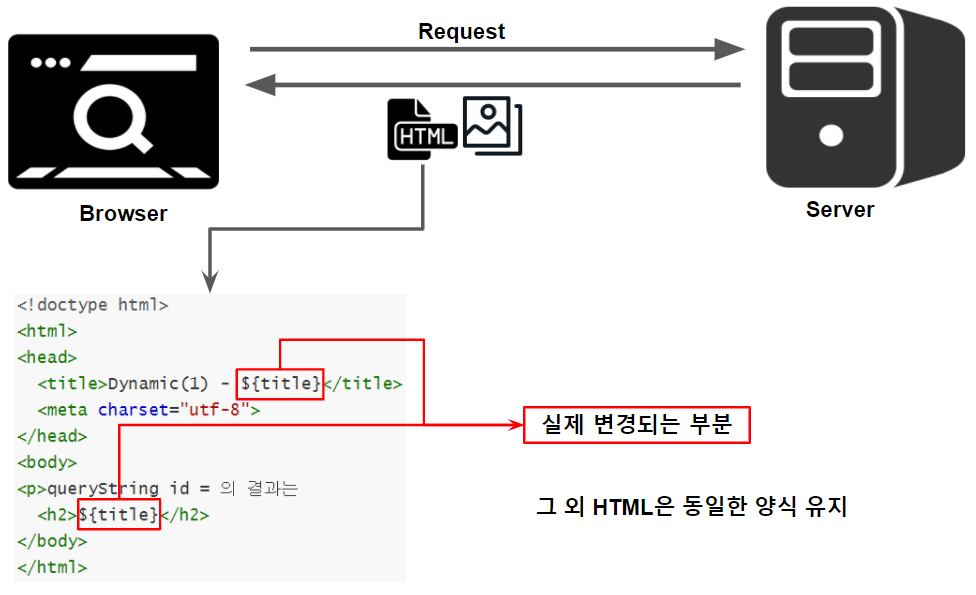 Request
HTML
Browser
Server
<!doctype html>
<html>
<head>
<title>Dynamic(1) - ${title}</title>
<meta charset="utf-8">
</head>
<body>
<p>queryString id = 의 결과는
<h2>${title}</h2>
</body>
</html>
실제 변경되는 부분
그 외 HTML은 동일한 양식 유지